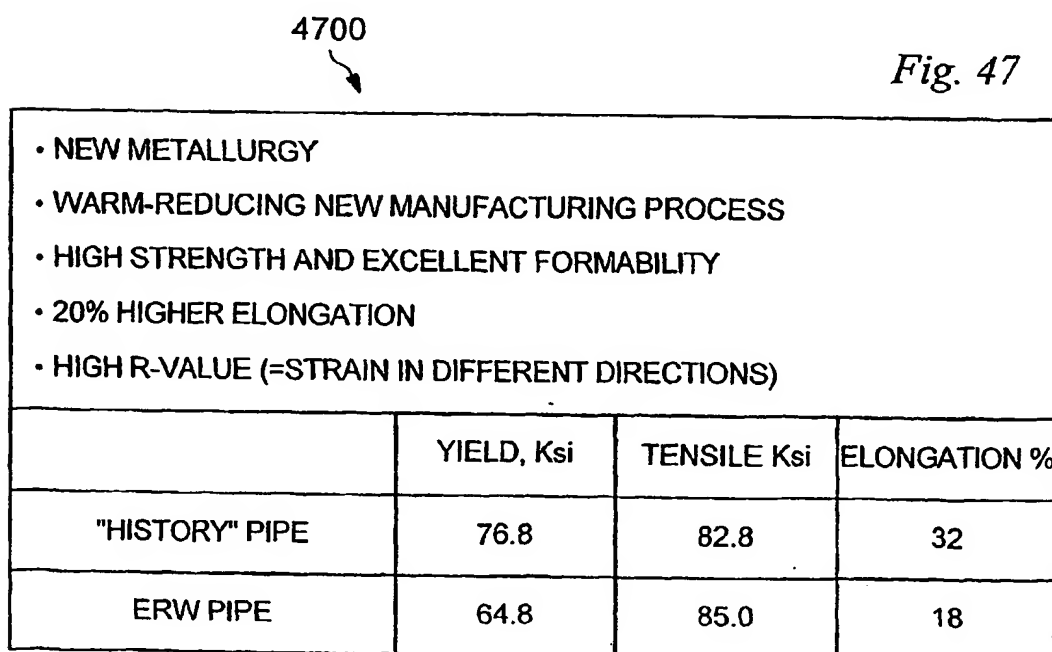 4700
Fig. 47
• NEW METALLURGY
• WARM-REDUCING NEW MANUFACTURING PROCESS
• HIGH STRENGTH AND EXCELLENT FORMABILITY
• 20% HIGHER ELONGATION
• HIGH R-VALUE (=STRAIN IN DIFFERENT DIRECTIONS)
YIELD, Ksi TENSILE Ksi ELONGATION %
"HISTORY" PIPE 76.8 82.8 32
ERW PIPE 64.8 85.0 18